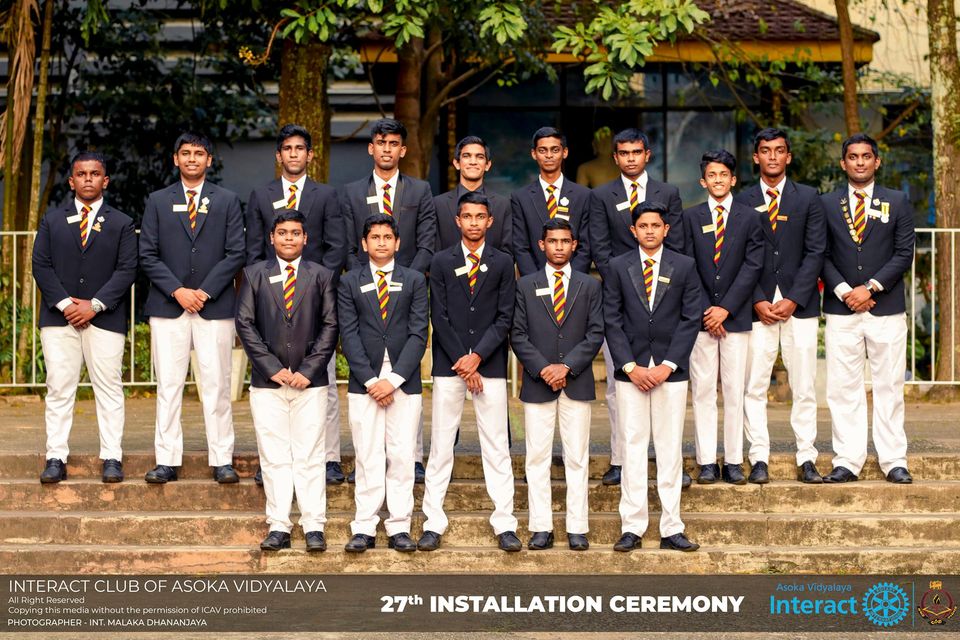 INTERACT CLUB OF ASOKA VIDYALAYA
All Right Reserved
Copying this media without the permission of ICAV prohibited
PHOTOGRAPHER - INT. MALAKA DHANANJAYA
27th INSTALLATION CEREMONY
Asoka Vidyalaya
Interact